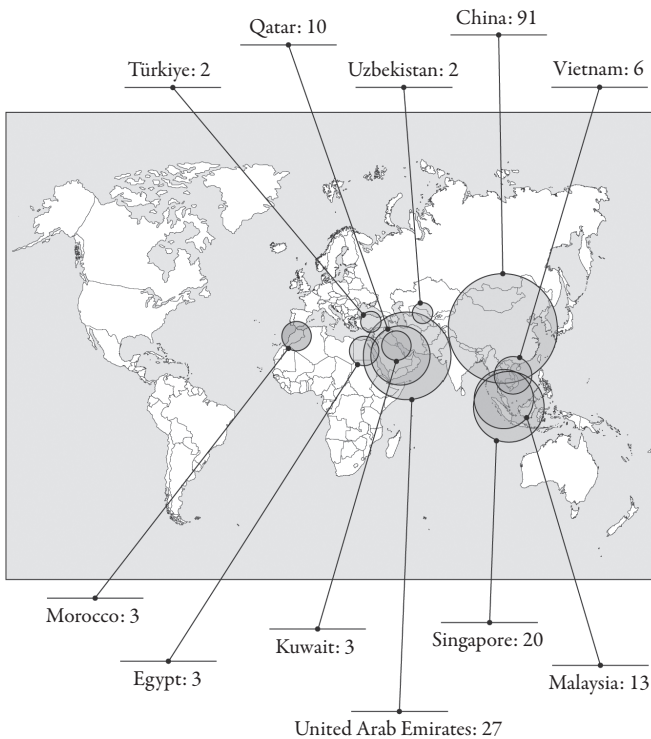 China: 91
Qatar: 10
Türkiye: 2
Uzbekistan: 2
Vietnam: 6
Morocco: 3
Kuwait: 3
Singapore: 20
Egypt: 3
Malaysia: 13
United Arab Emirates: 27